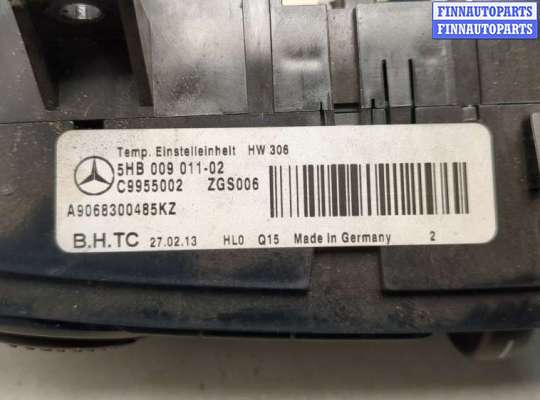 FINNAUTOPARTS
FINNAUTOPARTS
Temp. Einstelleinheit HW 306
5HB 009 011-02
C9955002 ZGS006
A9068300485KZ
B.H.TC 27.02.13 HL0 Q15 Made in Germany 2